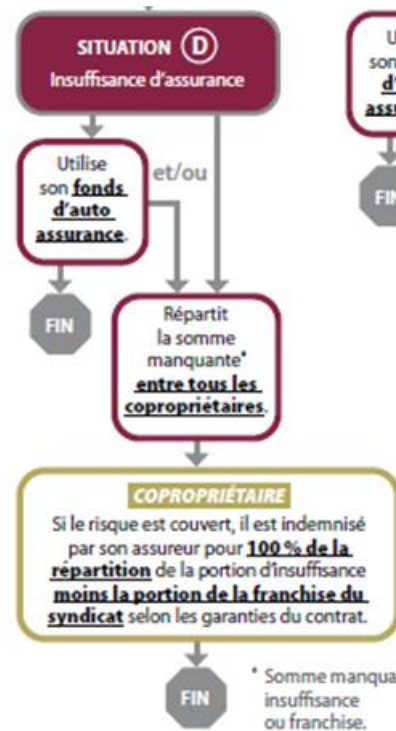 SITUATION D
Insuffisance d'assurance
Utilise
son fonds
d'auto
assurance.
et/ou
FIN
Répartit
la somme
manquante*
entre tous les
copropriétaires.
COPROPRIÉTAIRE
Si le risque est couvert, il est indemnisé
par son assureur pour 100 % de la
répartition de la portion d'insuffisance
moins la portion de la franchise du
syndicat selon les garanties du contrat.
FIN
insuffisance
ou franchise.
* Somme
son